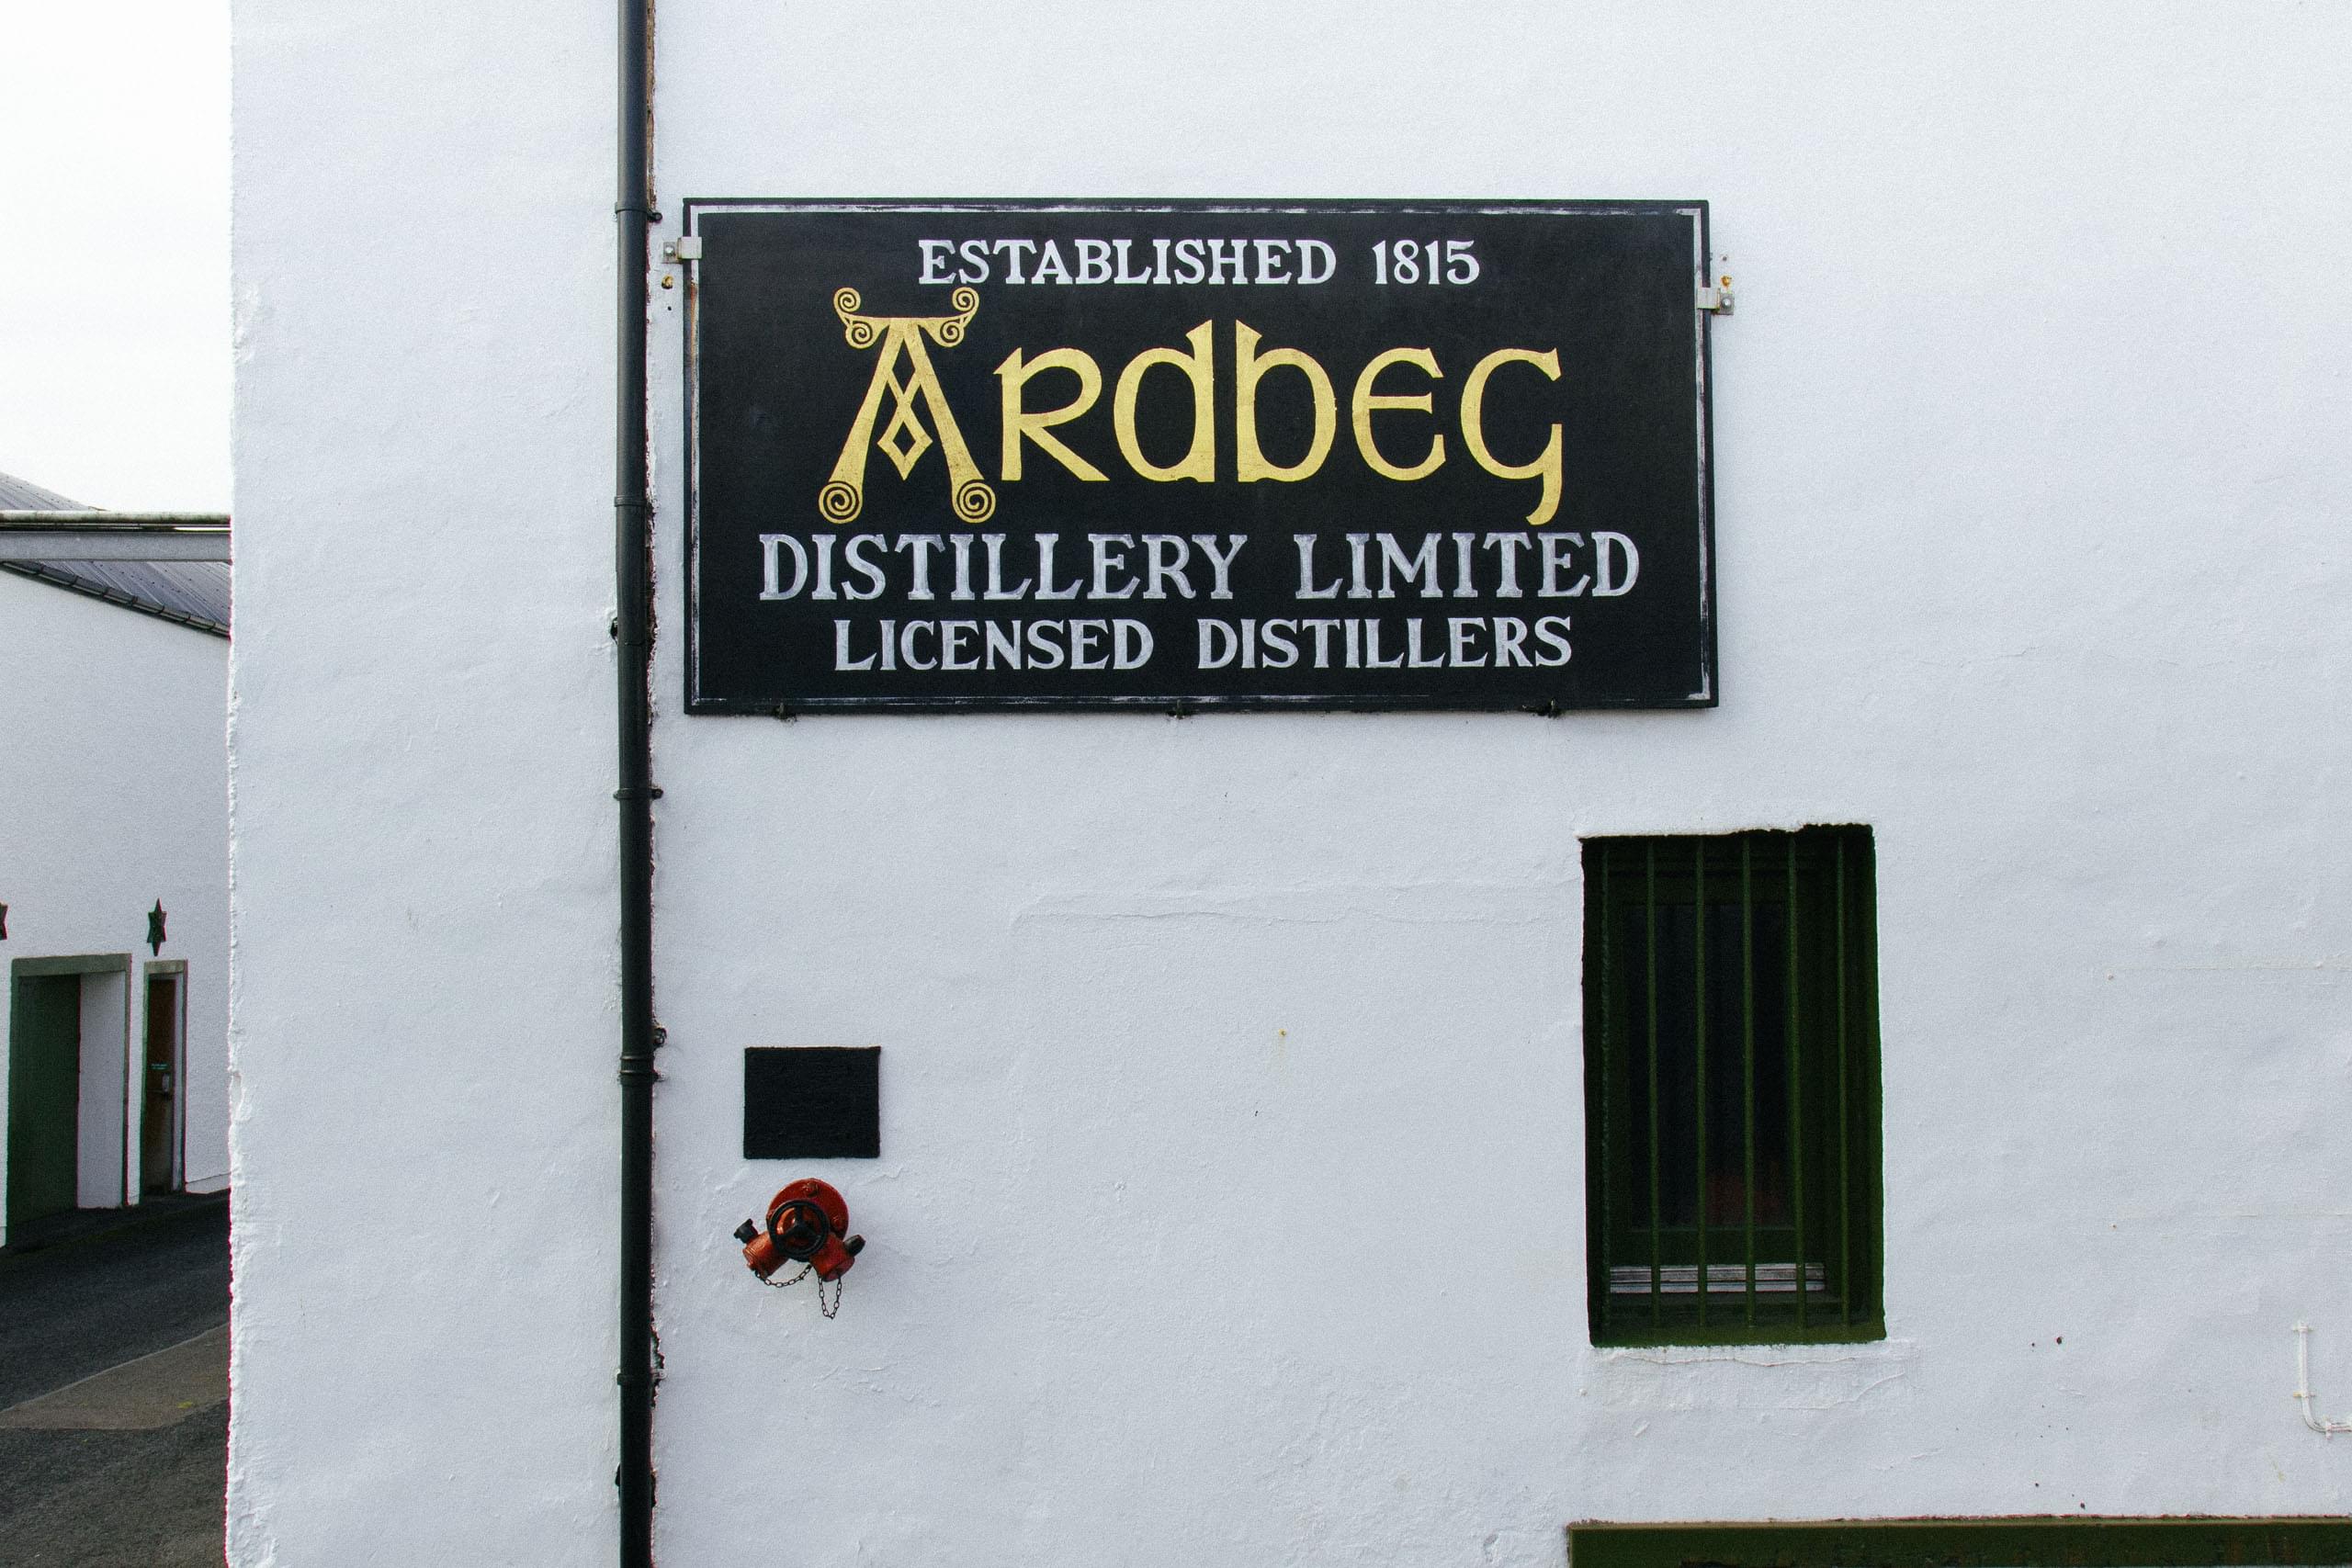 ESTABLISHED 1815
Ardbeg
DISTILLERY LIMITED
LICENSED DISTILLERS